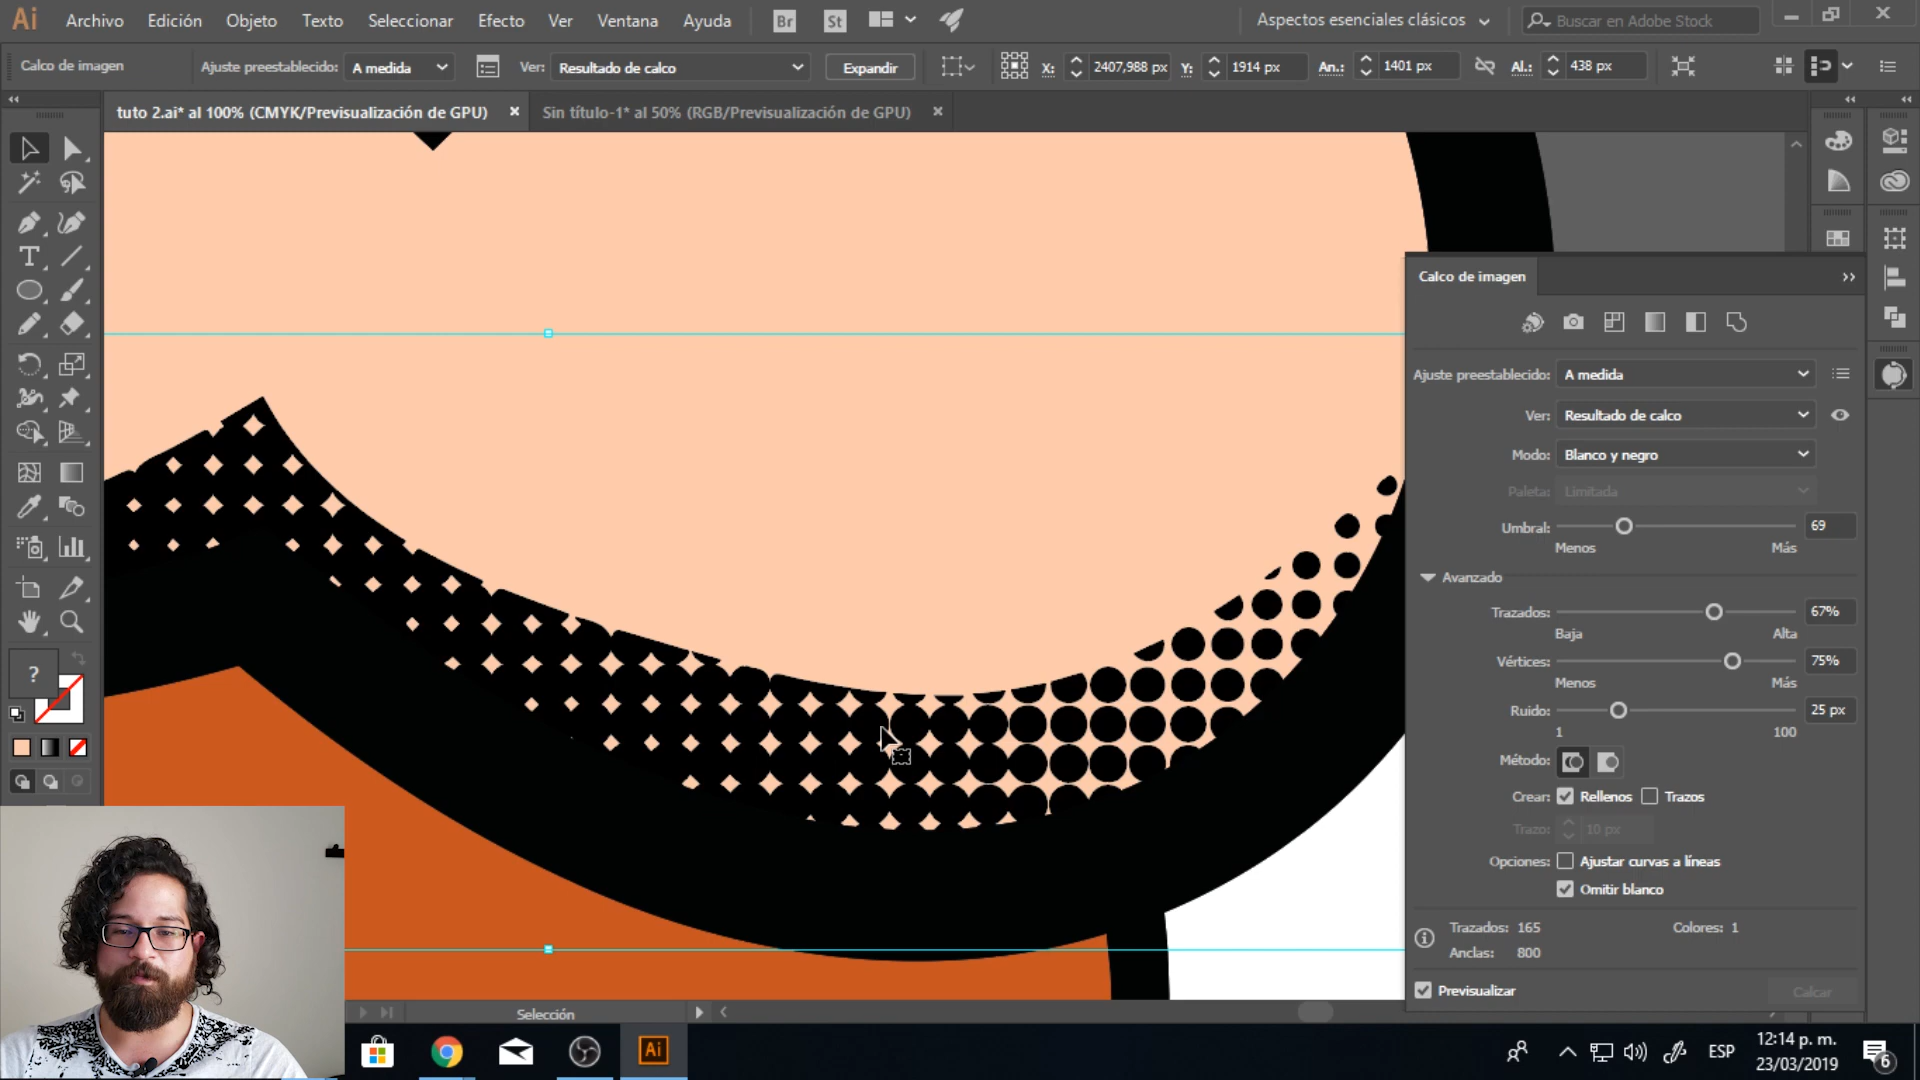 Ai Archivo Edición Objeto Texto Seleccionar Efecto Ver Ventana Ayuda Br St Aspectos esenciales clásicos Buscar en Adobe Stock
Calco de imagen Ajuste preestablecido: A medida Ver: Resultado de calco Expandir X: 2407,988 px Y: 1914 px An.: 1401 px Al.: 438 px
tuto 2.ai* al 100% (CMYK/Previsualización de GPU) × Sin título-1* al 50% (RGB/Previsualización de GPU) ×
Calco de imagen
Ajuste preestablecido: A medida
Ver: Resultado de calco
Modo: Blanco y negro
Paleta: Limitada
Umbral: 69
Menos Más
Avanzado
Trazados: 67%
Baja Alta
Vértices: 75%
Menos Más
Ruido: 25 px
1 100
Método:
Crear: Rellenos Trazos
Trazo: 10 px
Opciones: Ajustar curvas a líneas
Omitir blanco
Trazados: 165 Colores: 1
Anclas: 800
Previsualizar Calcar
T
?
Selección
Ai
ESP
12:14 p. m.
23/03/2019
6